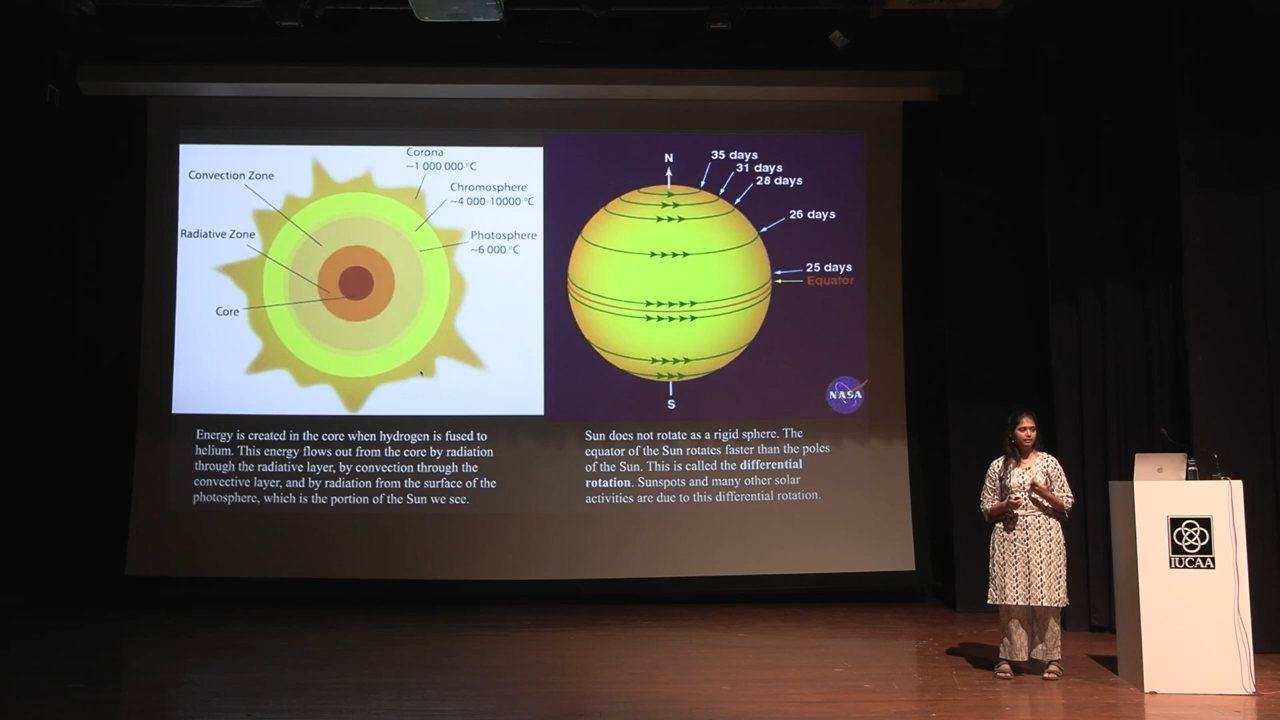 Corona
~1 000 000 °C
Convection Zone
Chromosphere
~4 000-10000 °C
Radiative Zone
Photosphere
~6 000 °C
Core
N
35 days
31 days
28 days
26 days
25 days
Equator
NASA
S
Energy is created in the core when hydrogen is fused to
helium. This energy flows out from the core by radiation
through the radiative layer, by convection through the
convective layer, and by radiation from the surface of the
photosphere, which is the portion of the Sun we see.
Sun does not rotate as a rigid sphere. The
equator of the Sun rotates faster than the poles
of the Sun. This is called the differential
rotation. Sunspots and many other solar
activities are due to this differential rotation.
IUCAA